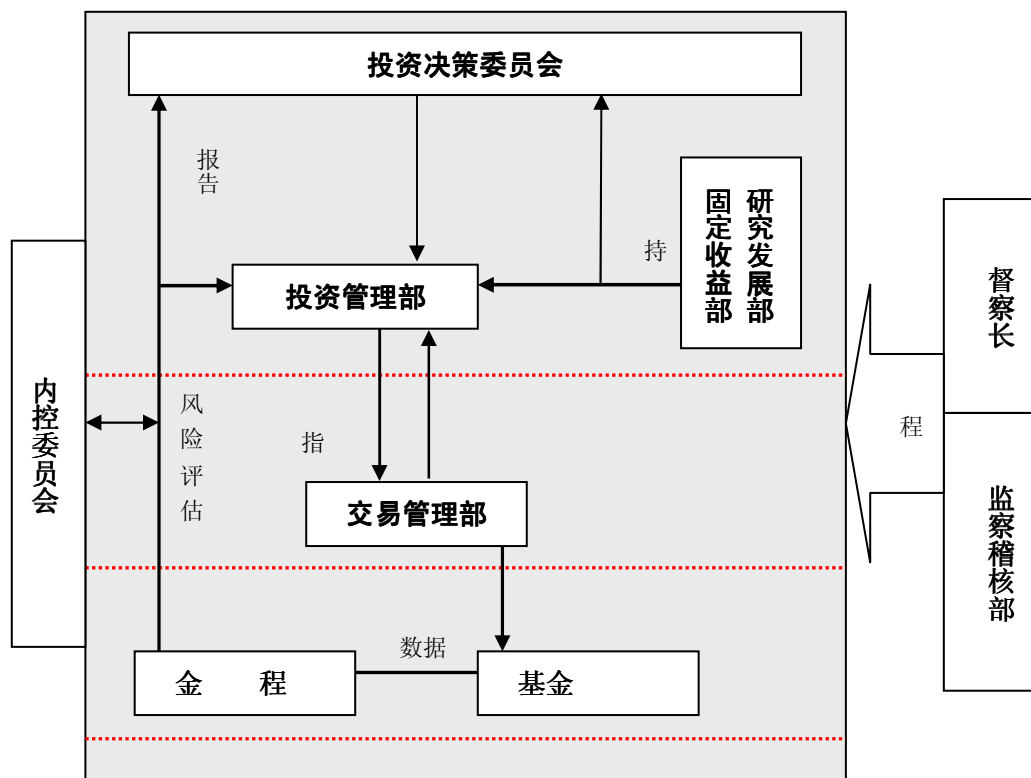 投资决策委员会
报告
固定收益部
研究发展部
持
投资管理部
督察长
内控委员会
风险评估
指
程
交易管理部
监察稽核部
数据
金 程
基金